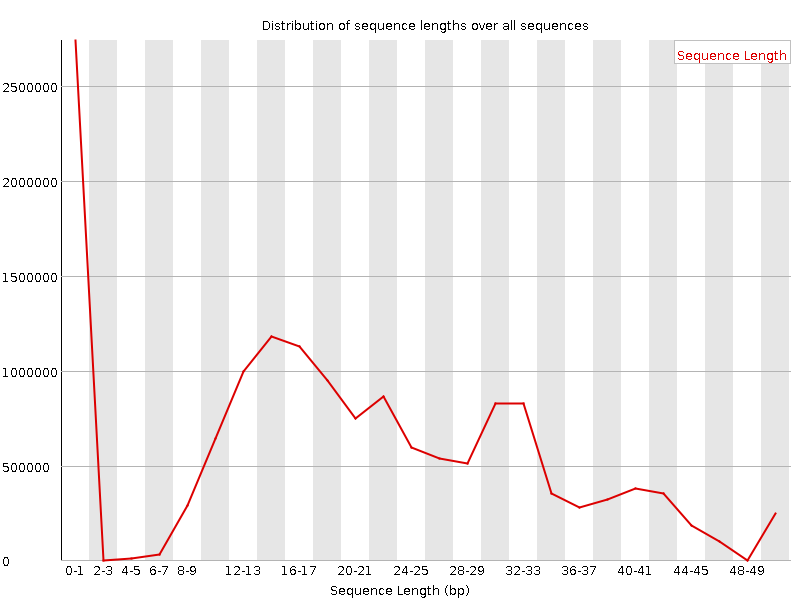 Distribution of sequence lengths over all sequences
Sequence Length
2500000
2000000
1500000
1000000
500000
0
0-1 2-3 4-5 6-7 8-9 12-13 16-17 20-21 24-25 28-29 32-33 36-37 40-41 44-45 48-49
Sequence Length (bp)